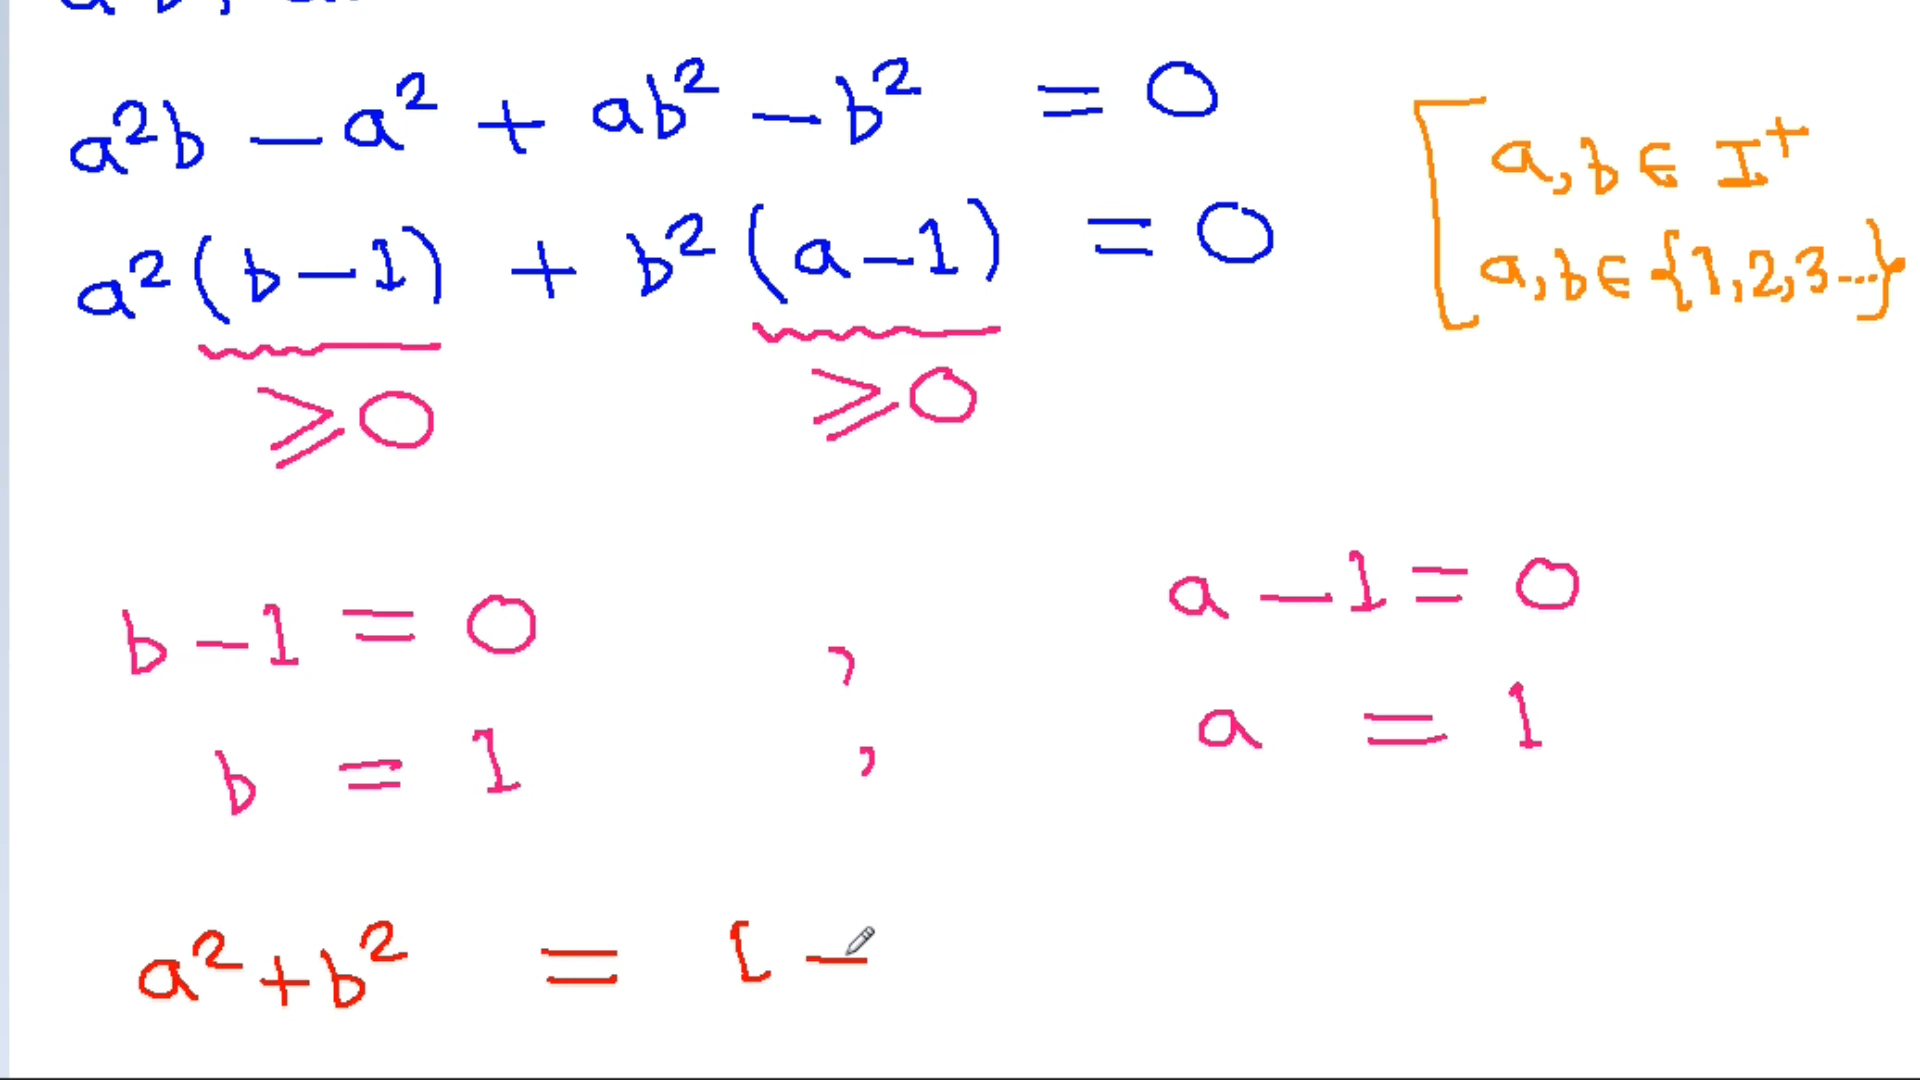 a²b - a² + ab² - b² = 0
a²(b-1) + b²(a-1) = 0
≥0 ≥0
a,b ∈ I⁺
a,b ∈ {1,2,3...}
b-1 = 0 , a-1 = 0
b = 1 , a = 1
a²+b² = 1 -